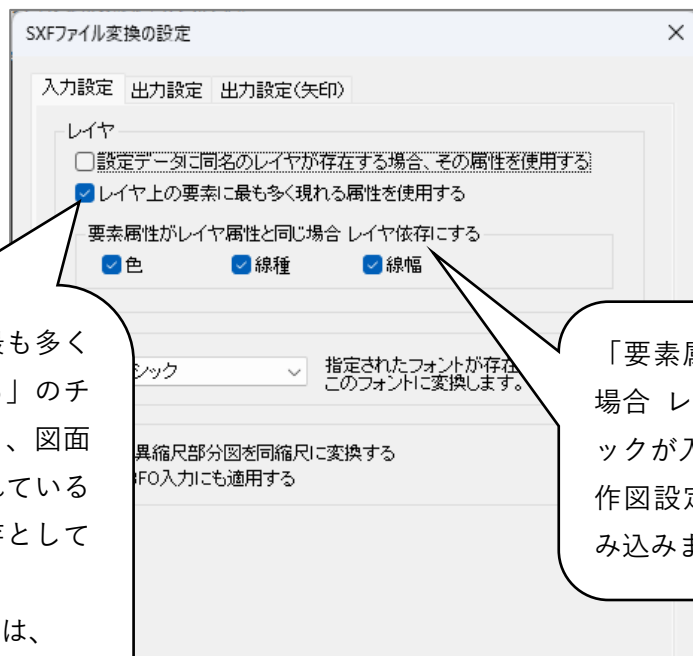 SXFファイル変換の設定
入力設定 出力設定 出力設定(矢印)
レイヤ
設定データに同名のレイヤが存在する場合、その属性を使用する
レイヤ上の要素に最も多く現れる属性を使用する
要素属性がレイヤ属性と同じ場合 レイヤ依存にする
色 線種 線幅
シック
指定されたフォントが存在
このフォントに変換します。
異縮尺部分図を同縮尺に変換する
BFO入力にも適用する
最も多く
」のチ
、図面
ている
として
は、
「要素属
場合 レ
ックが入
作図設定
み込みま